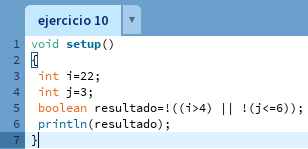 ejercicio 10
1 void setup()
2 {
3 int i=22;
4 int j=3;
5 boolean resultado=!((i>4) || !(j<=6));
6 println(resultado);
7 }